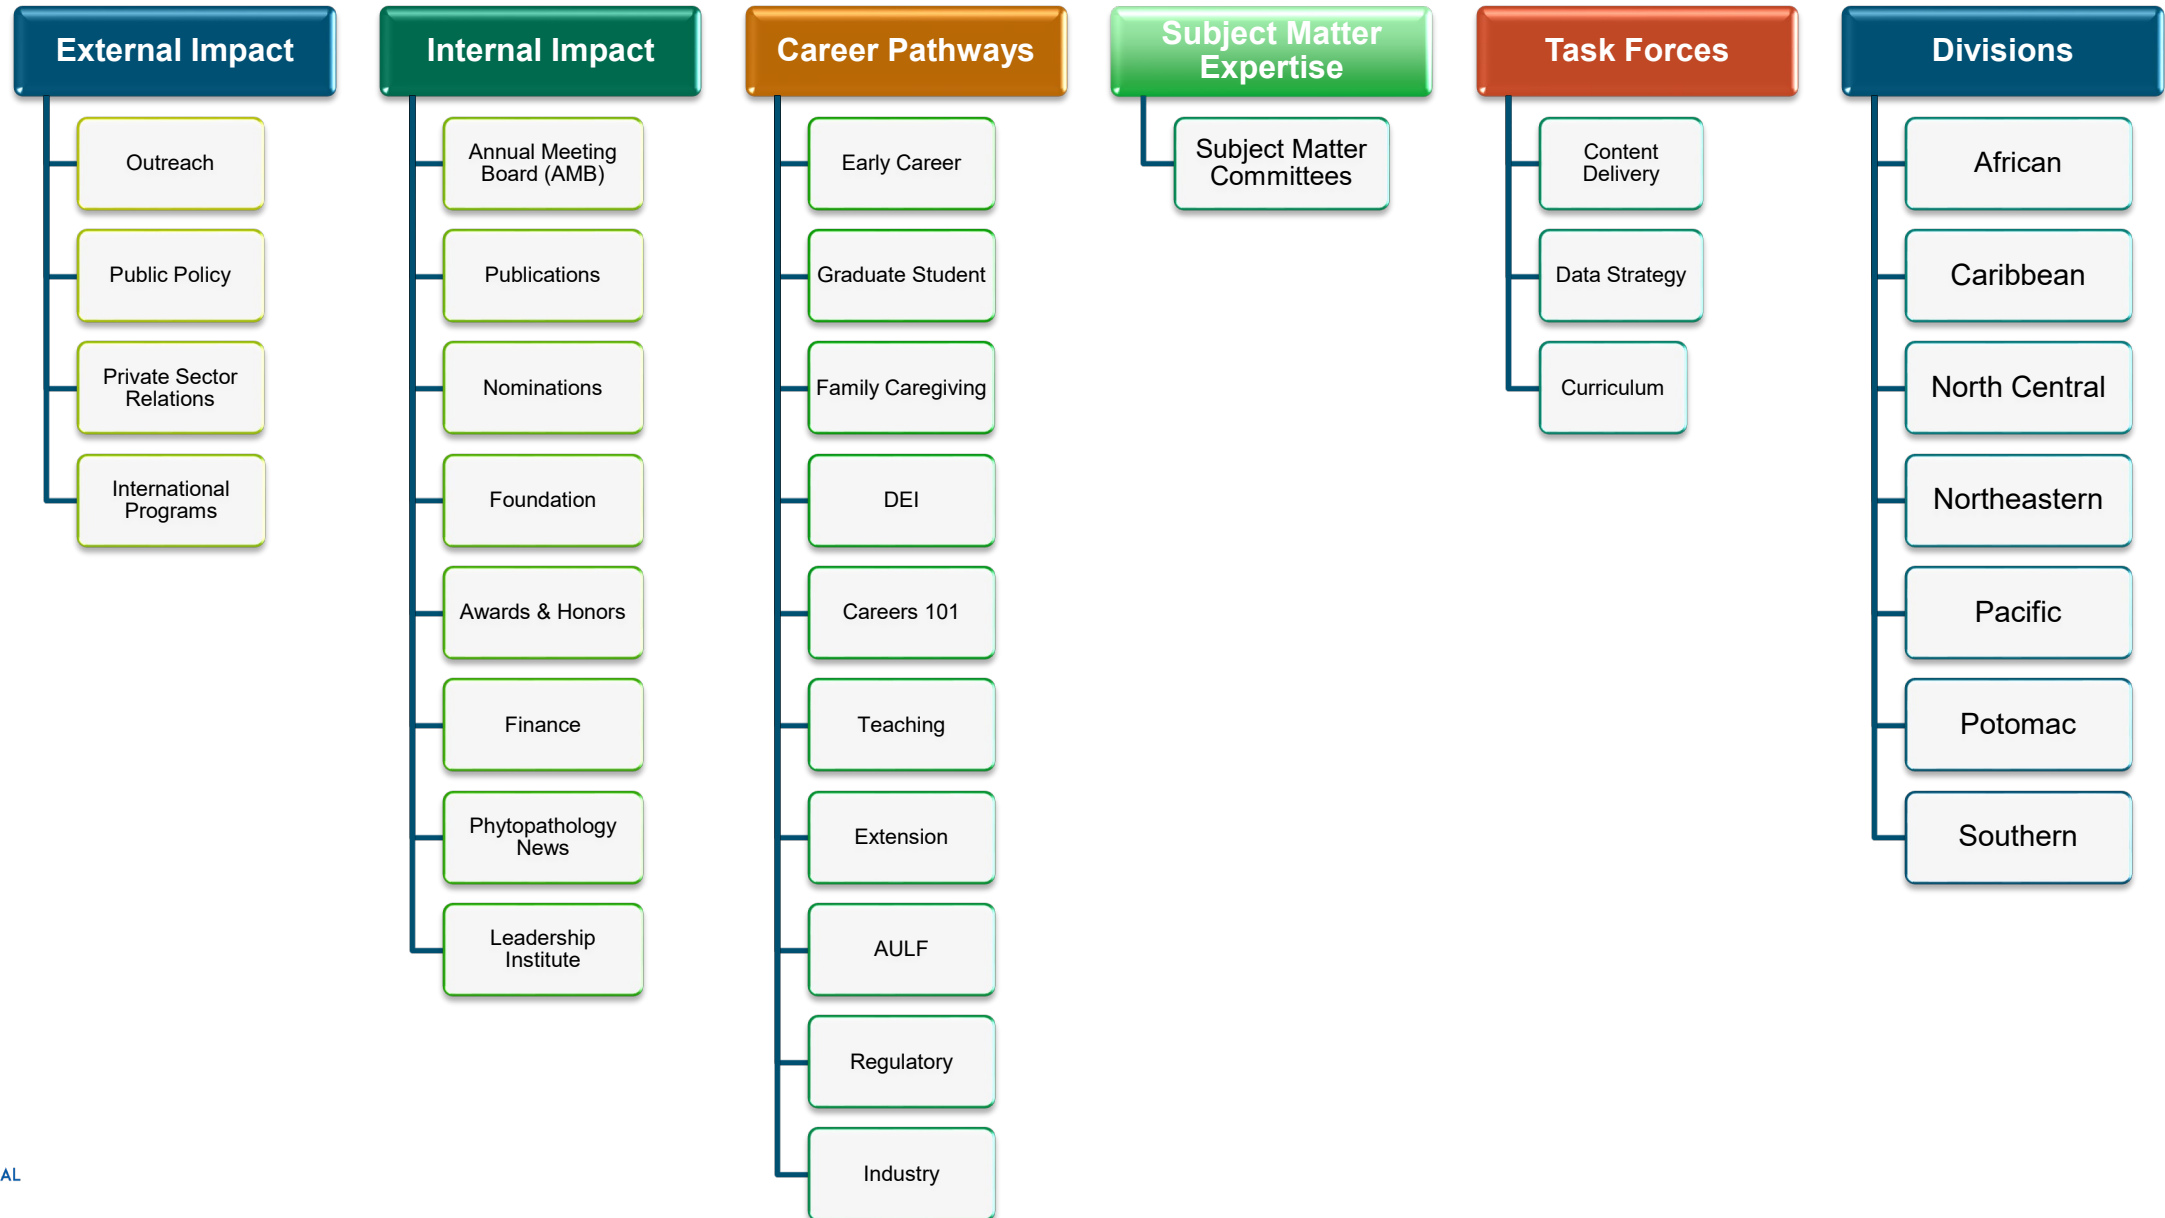 External Impact
Outreach
Public Policy
Private Sector
Relations
International
Programs
Internal Impact
Annual Meeting
Board (AMB)
Publications
Nominations
Foundation
Awards & Honors
Finance
Phytopathology
News
Leadership
Institute
Career Pathways
Early Career
Graduate Student
Family Caregiving
DEI
Careers 101
Teaching
Extension
AULF
Regulatory
Industry
Subject Matter
Expertise
Subject Matter
Committees
Task Forces
Content
Delivery
Data Strategy
Curriculum
Divisions
African
Caribbean
North Central
Northeastern
Pacific
Potomac
Southern
AL